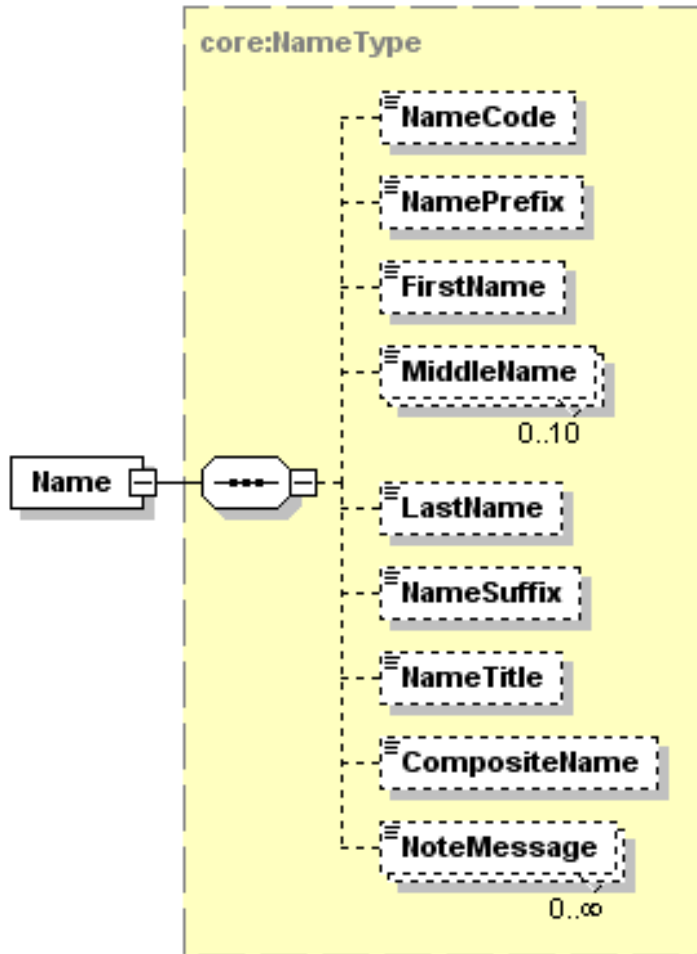 core:NameType
NameCode
NamePrefix
FirstName
MiddleName
0..10
Name
LastName
NameSuffix
NameTitle
CompositeName
NoteMessage
0..∞